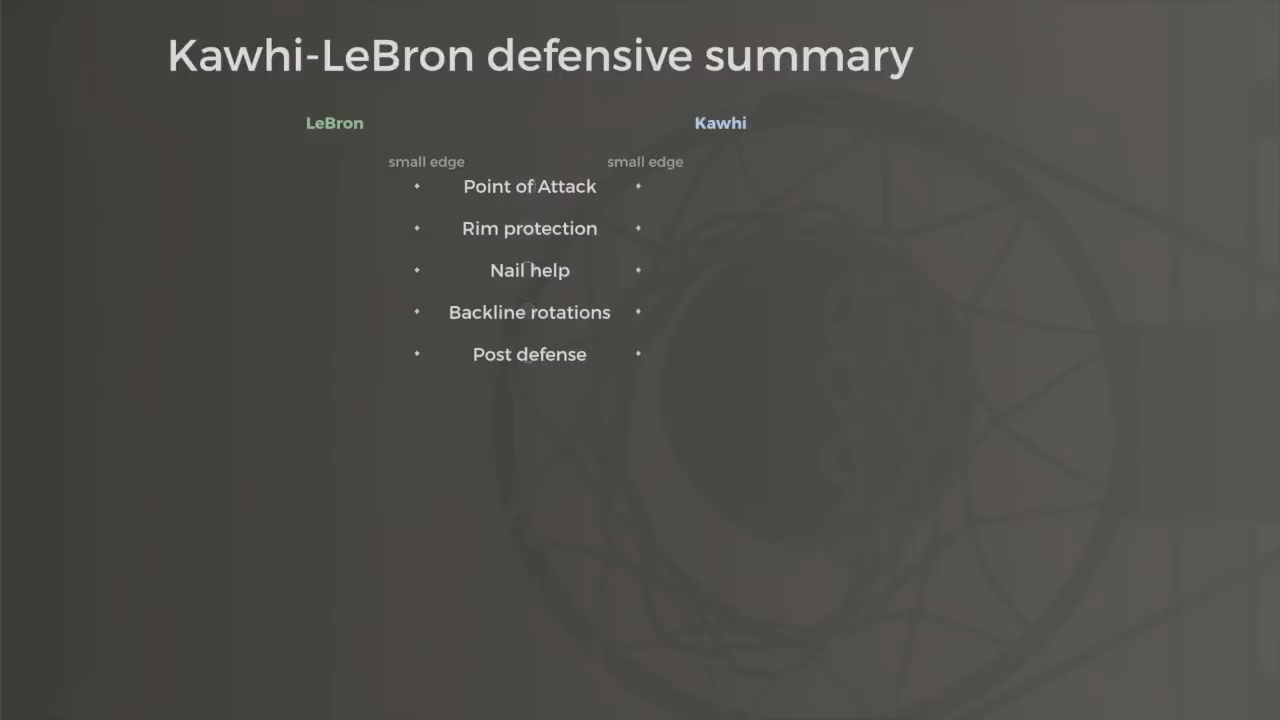 Kawhi-LeBron defensive summary
LeBron Kawhi
small edge small edge
Point of Attack
Rim protection
Nail help
Backline rotations
Post defense